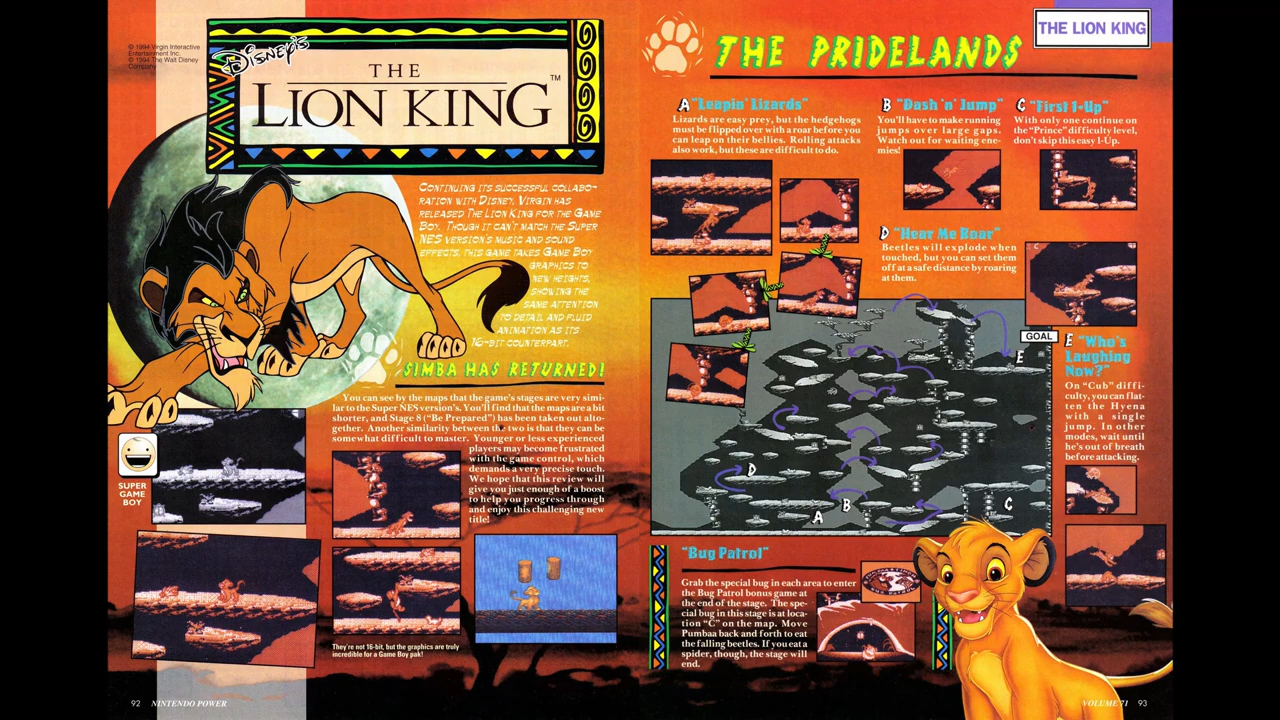 © 1994 Virgin Interactive
Entertainment Inc.
© 1994 The Walt Disney
Company
Disney's
THE
LION KING™
CONTINUING ITS SUCCESSFUL COLLABO-
RATION WITH DISNEY, VIRGIN HAS
RELEASED THE LION KING FOR THE GAME
BOY. THOUGH IT CAN'T MATCH THE SUPER
NES VERSION'S MUSIC AND SOUND
EFFECTS, THIS GAME TAKES GAME BOY
GRAPHICS TO
NEW HEIGHTS,
SHOWING THE
SAME ATTENTION
TO DETAIL AND FLUID
ANIMATION AS ITS
16-BIT COUNTERPART.
SIMBA HAS RETURNED!
You can see by the maps that the game's stages are very simi-
lar to the Super NES version's. You'll find that the maps are a bit
shorter, and Stage 8 ("Be Prepared") has been taken out alto-
gether. Another similarity between the two is that they can be
somewhat difficult to master. Younger or less experienced
players may become frustrated
with the game control, which
demands a very precise touch.
We hope that this review will
give you just enough of a boost
to help you progress through
and enjoy this challenging new
title!
SUPER
GAME
BOY
They're not 16-bit, but the graphics are truly
incredible for a Game Boy pak!
92 NINTENDO POWER
THE LION KING
THE PRIDELANDS
A "Leapin' Lizards"
Lizards are easy prey, but the hedgehogs
must be flipped over with a roar before you
can leap on their bellies. Rolling attacks
also work, but these are difficult to do.
B "Dash 'n' Jump"
You'll have to make running
jumps over large gaps.
Watch out for waiting ene-
mies!
C "First 1-Up"
With only one continue on
the "Prince" difficulty level,
don't skip this easy 1-Up.
D "Hear Me Roar"
Beetles will explode when
touched, but you can set them
off at a safe distance by roaring
at them.
GOAL
E "Who's
Laughing
Now?"
On "Cub" diffi-
culty, you can flat-
ten the Hyena
with a single
jump. In other
modes, wait until
he's out of breath
before attacking.
E
D
A
B
C
"Bug Patrol"
Grab the special bug in each area to enter
the Bug Patrol bonus game at
the end of the stage. The spe-
cial bug in this stage is at loca-
tion "C" on the map. Move
Pumbaa back and forth to eat
the falling beetles. If you eat a
spider, though, the stage will
end.
VOLUME 71 93